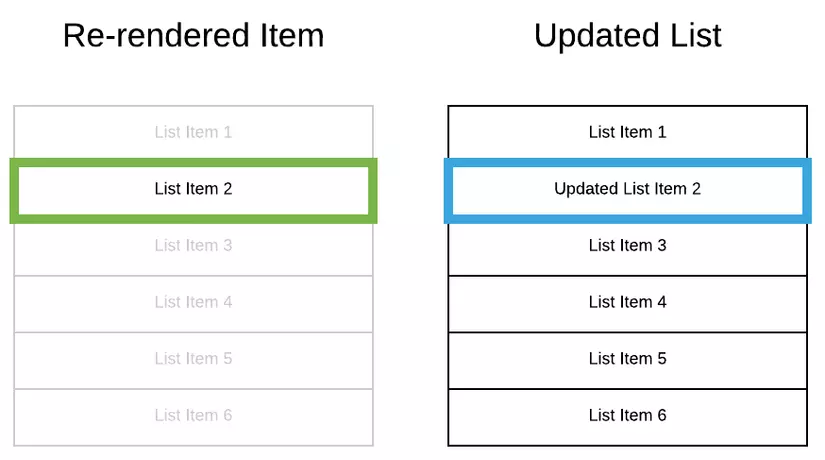 Re-rendered Item
List Item 1
List Item 2
List Item 3
List Item 4
List Item 5
List Item 6
Updated List
List Item 1
Updated List Item 2
List Item 3
List Item 4
List Item 5
List Item 6